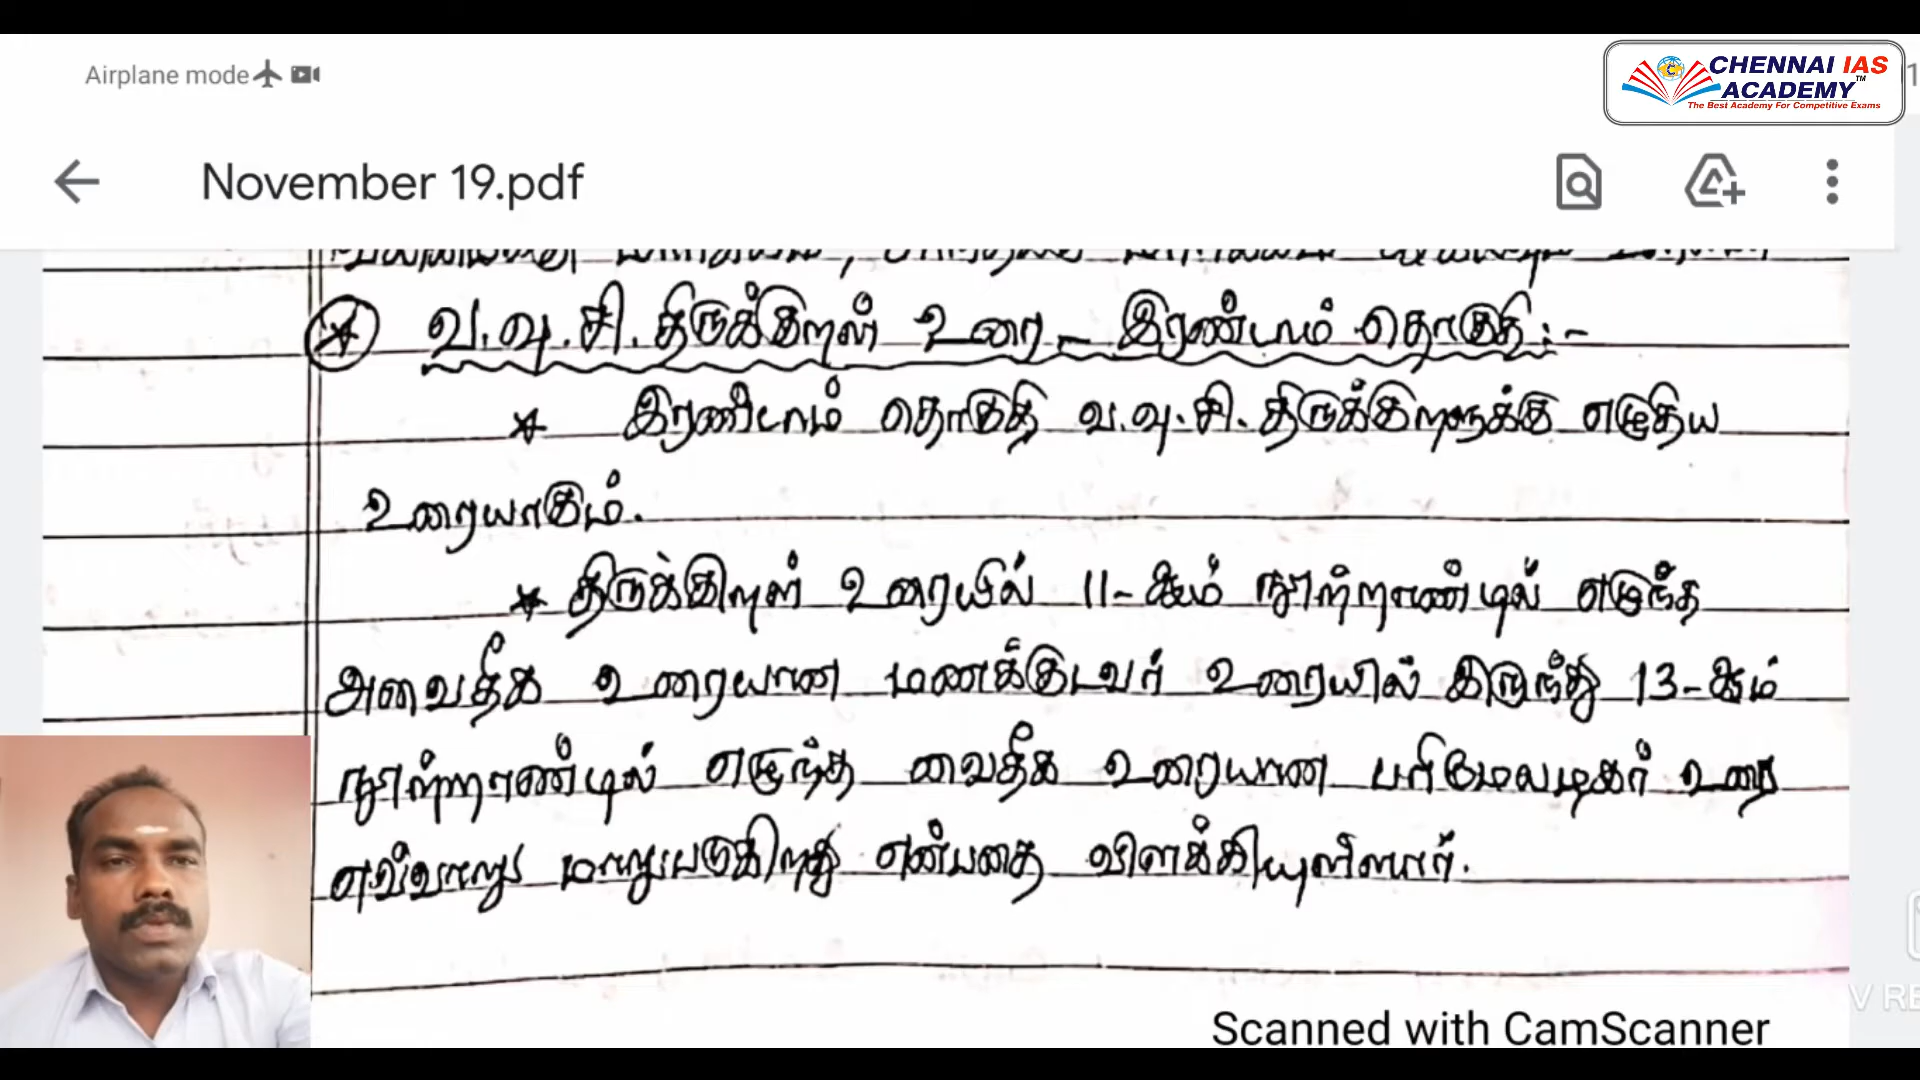 Airplane mode
CHENNAI IAS
ACADEMY™
The Best Academy For Competitive Exams
November 19.pdf
வ.வு.சி.திருக்குறள் உரை - இரண்டாம் தொகுதி:-
* இரண்டாம் தொகுதி வ.வு.சி.திருக்குறளுக்கு எழுதிய
உரையாகும்.
* திருக்குறள் உரையில் 11-ஆம் நூற்றாண்டில் எழுந்த
அவைதீக உரையான மணக்குடவர் உரையில் இருந்து 13-ஆம்
நூற்றாண்டில் எழுந்த வைதீக உரையான பரிமேலழகர் உரை
எவ்வாறு மாறுபடுகிறது என்பதை விளக்கியுள்ளார்.
Scanned with CamScanner